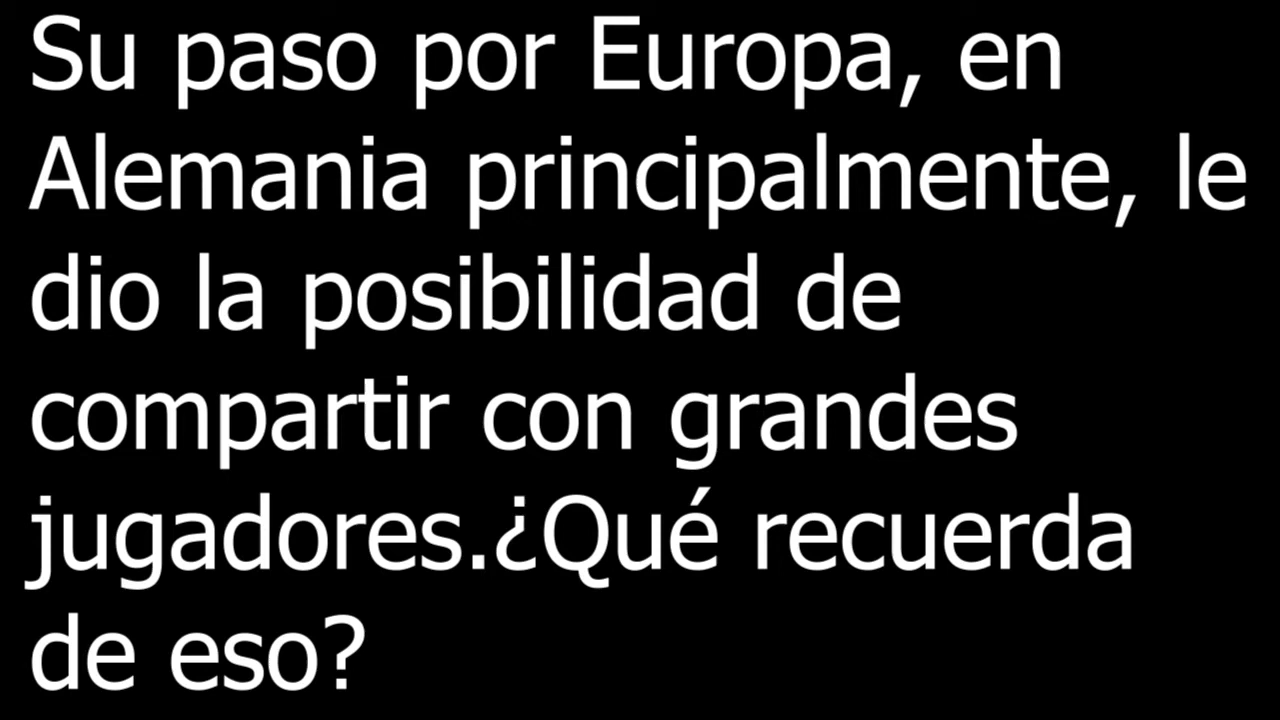 Su paso por Europa, en
Alemania principalmente, le
dio la posibilidad de
compartir con grandes
jugadores.¿Qué recuerda
de eso?